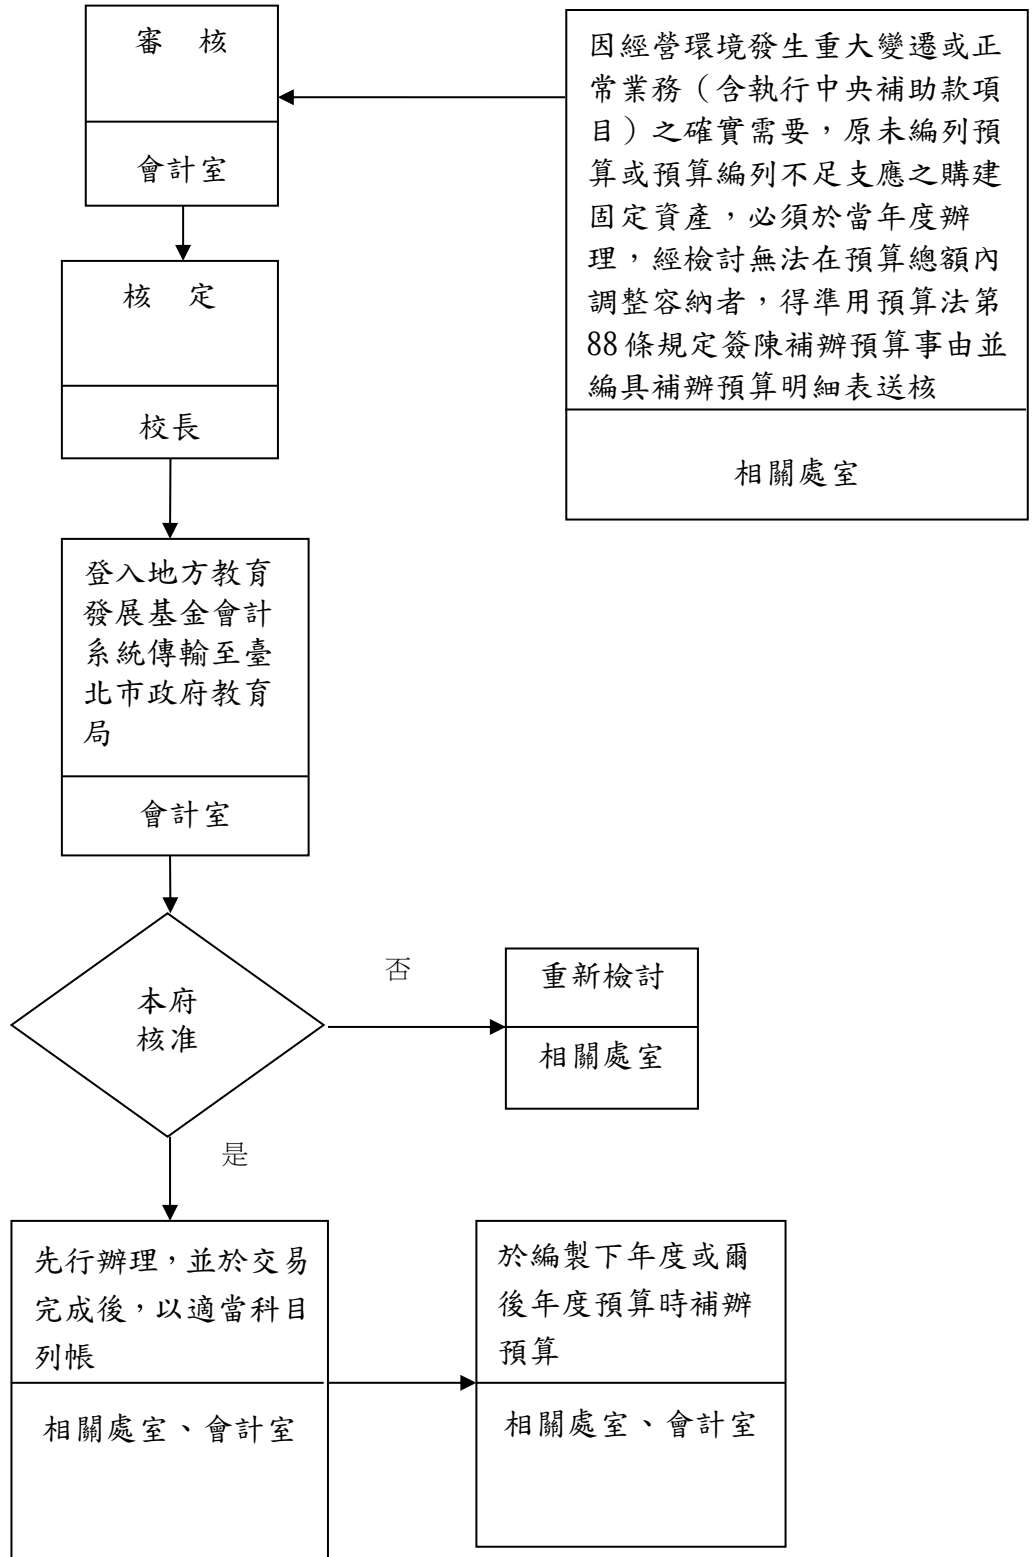 審　核
會計室
因經營環境發生重大變遷或正
常業務（含執行中央補助款項
目）之確實需要，原未編列預
算或預算編列不足支應之購建
固定資產，必須於當年度辦
理，經檢討無法在預算總額內
調整容納者，得準用預算法第
88條規定簽陳補辦預算事由並
編具補辦預算明細表送核
相關處室
核　定
校長
登入地方教育
發展基金會計
系統傳輸至臺
北市政府教育
局
會計室
本府
核准
否
重新檢討
相關處室
是
先行辦理，並於交易
完成後，以適當科目
列帳
相關處室、會計室
於編製下年度或爾
後年度預算時補辦
預算
相關處室、會計室